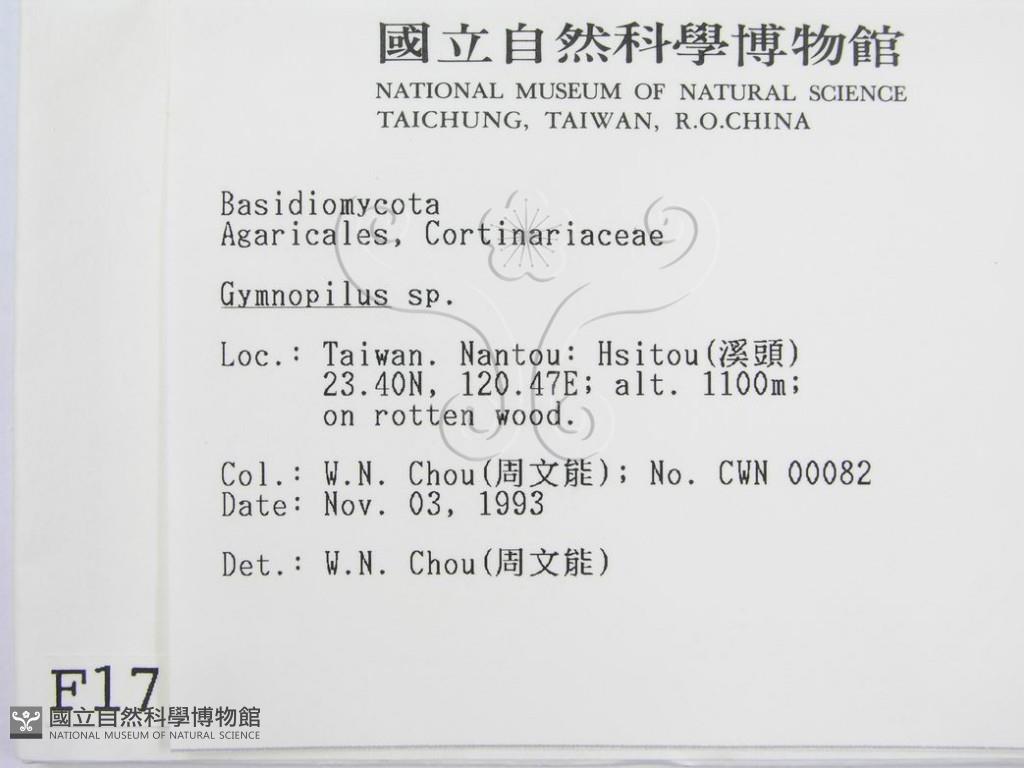 國立自然科學博物館
NATIONAL MUSEUM OF NATURAL SCIENCE
TAICHUNG, TAIWAN, R.O.CHINA
Basidiomycota
Agaricales, Cortinariaceae
Gymnopilus sp.
Loc.: Taiwan. Nantou: Hsitou(溪頭)
23.40N, 120.47E; alt. 1100m;
on rotten wood.
Col.: W.N. Chou(周文能); No. CWN 00082
Date: Nov. 03, 1993
Det.: W.N. Chou(周文能)
F17
國立自然科學博物館
NATIONAL MUSEUM OF NATURAL SCIENCE